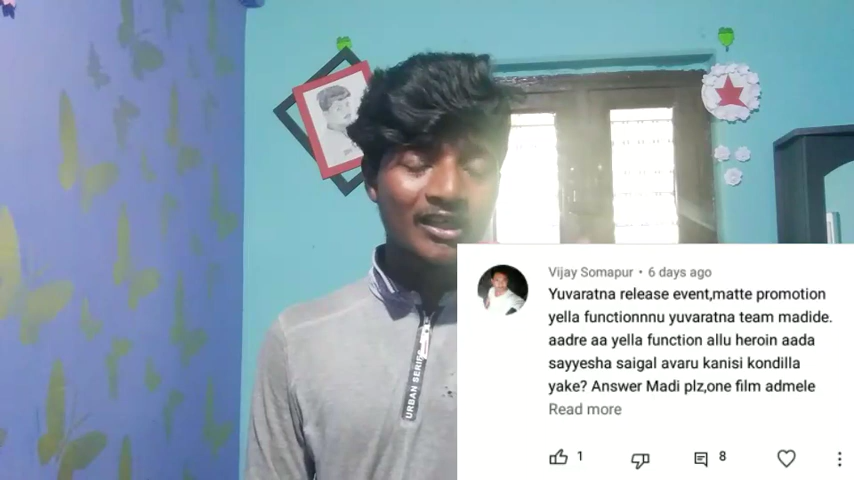 Vijay Somapur • 6 days ago
Yuvaratna release event,matte promotion
yella functionnnu yuvaratna team madide.
aadre aa yella function allu heroin aada
sayyesha saigal avaru kanisi kondilla
yake? Answer Madi plz,one film admele
Read more
1
8
URBAN SERIES